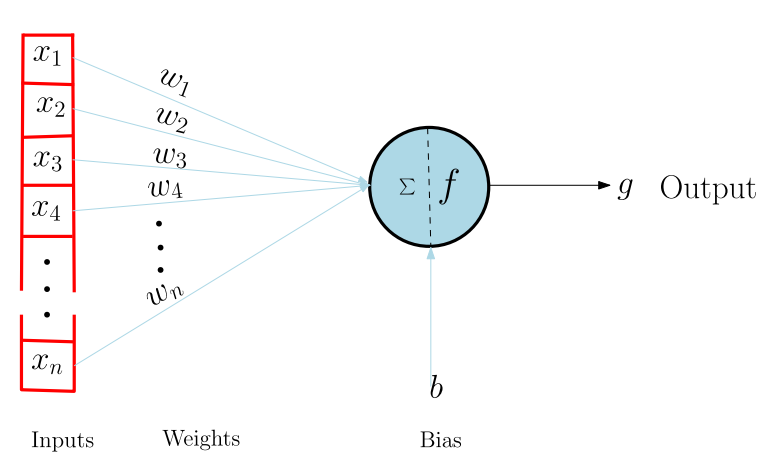 x₁
x₂
x₃
x₄
xₙ
w₁
w₂
w₃
w₄
wₙ
Σ f
g Output
b
Inputs Weights Bias